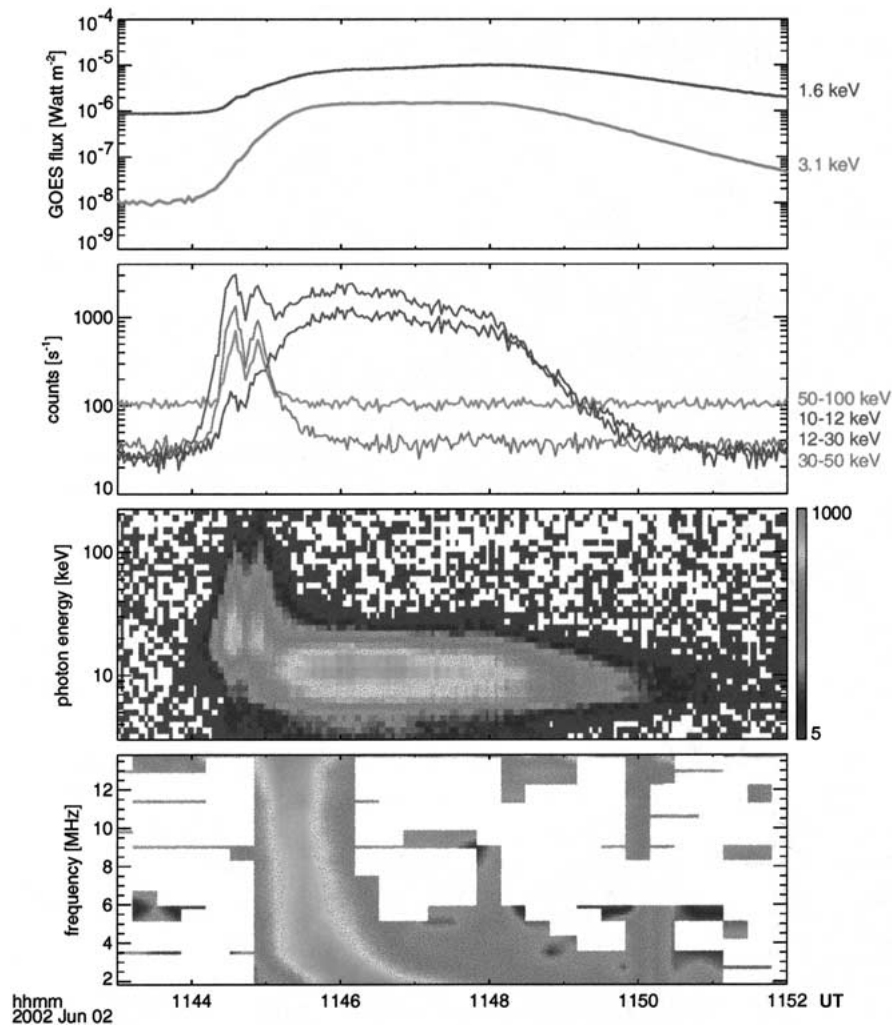 10⁻⁴
10⁻⁵
10⁻⁶
10⁻⁷
10⁻⁸
10⁻⁹
GOES flux [Watt m⁻²]
1.6 keV
3.1 keV
1000
100
10
counts [s⁻¹]
50-100 keV
10-12 keV
12-30 keV
30-50 keV
100
10
photon energy [keV]
1000
5
12
10
8
6
4
2
frequency [MHz]
1144 1146 1148 1150 1152 UT
hhmm
2002 Jun 02